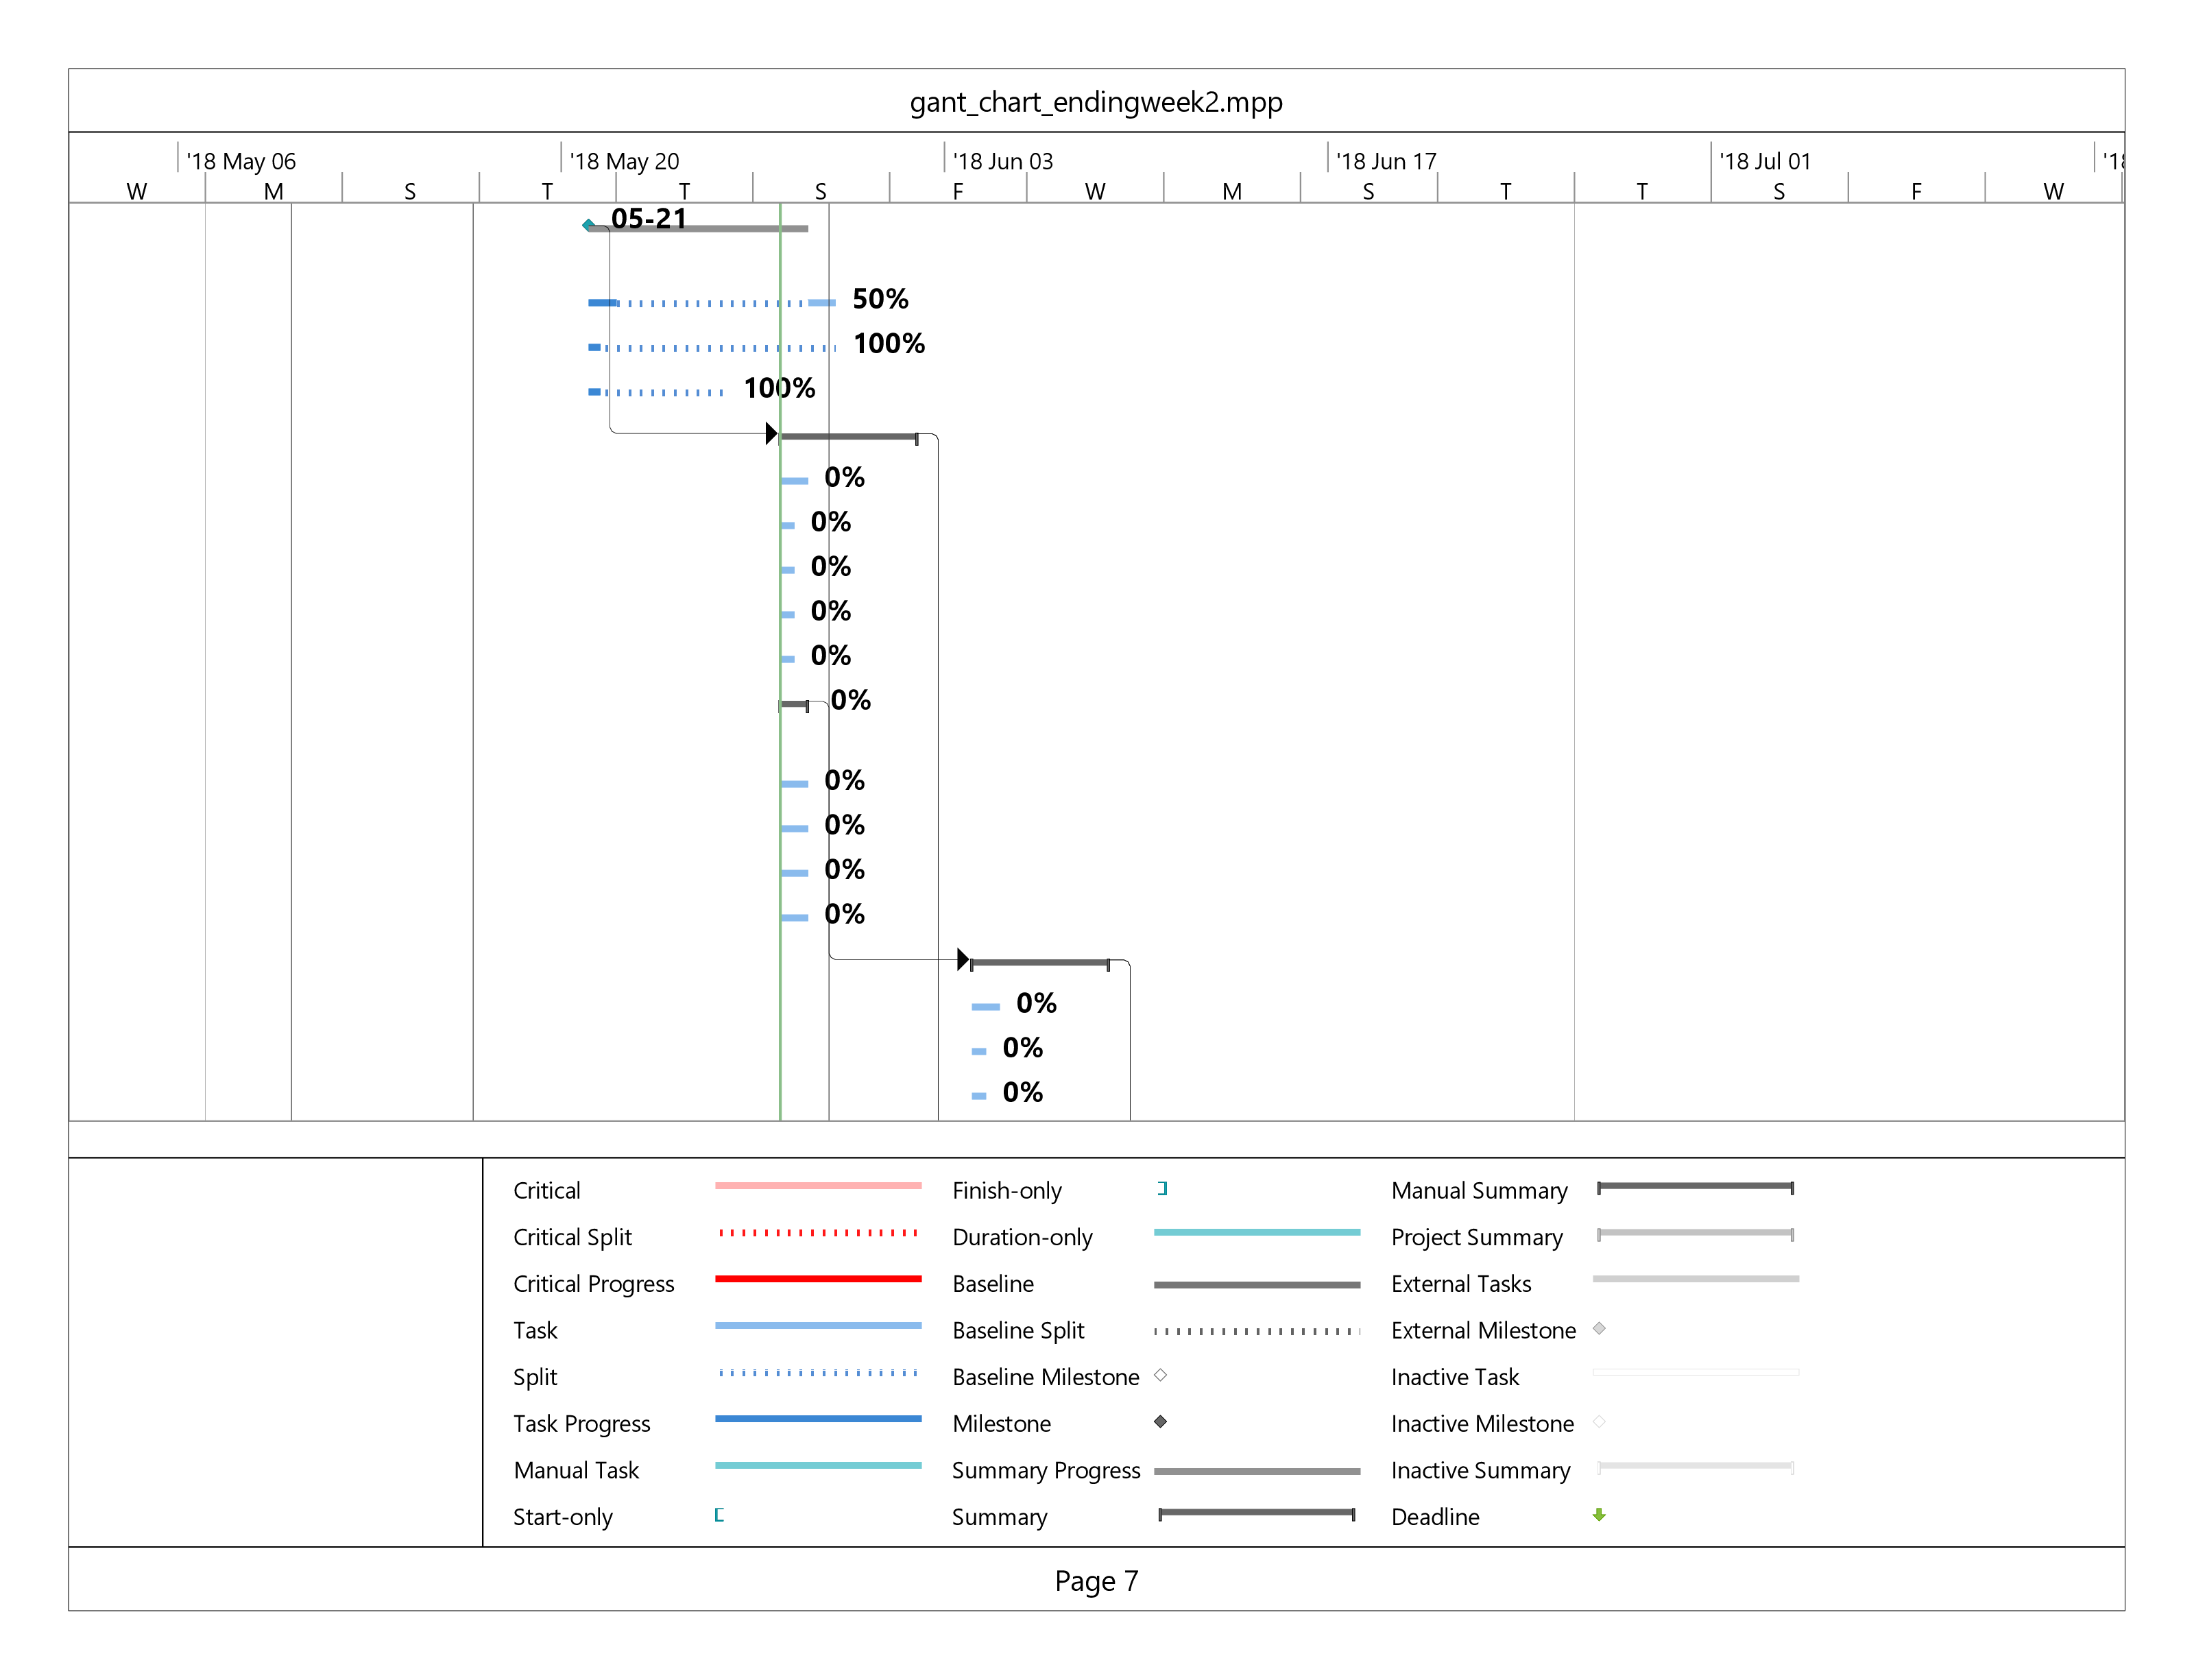 gant_chart_endingweek2.mpp
'18 May 06 '18 May 20 '18 Jun 03 '18 Jun 17 '18 Jul 01
W M S T T S F W M S T T S F W
05-21
50%
100%
100%
0%
0%
0%
0%
0%
0%
0%
0%
0%
0%
0%
0%
0%
Critical Finish-only Manual Summary
Critical Split Duration-only Project Summary
Critical Progress Baseline External Tasks
Task Baseline Split External Milestone
Split Baseline Milestone Inactive Task
Task Progress Milestone Inactive Milestone
Manual Task Summary Progress Inactive Summary
Start-only Summary Deadline
Page 7